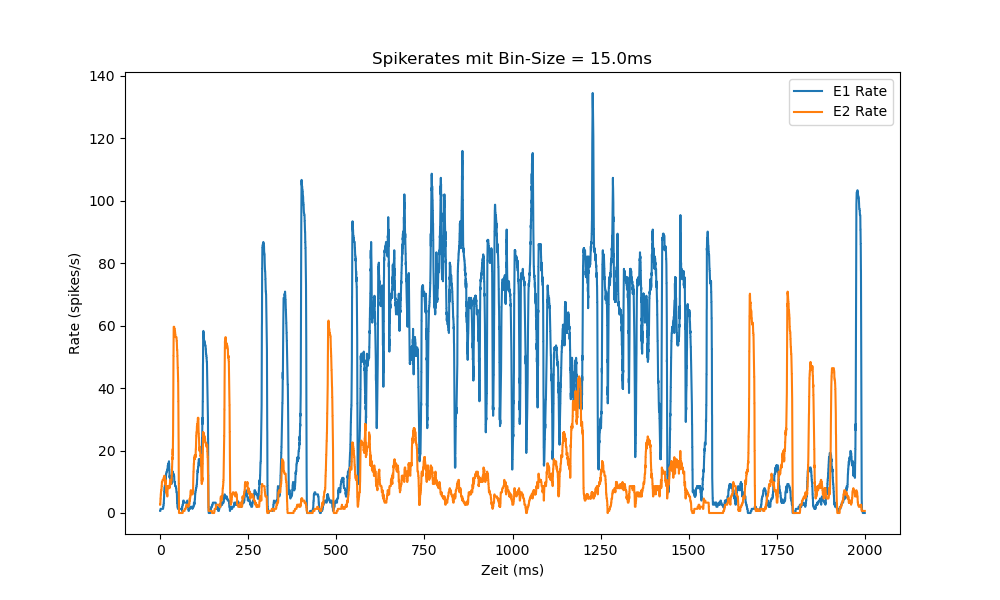 Spikerates mit Bin-Size = 15.0ms
E1 Rate
E2 Rate
Rate (spikes/s)
140
120
100
80
60
40
20
0
0 250 500 750 1000 1250 1500 1750 2000
Zeit (ms)